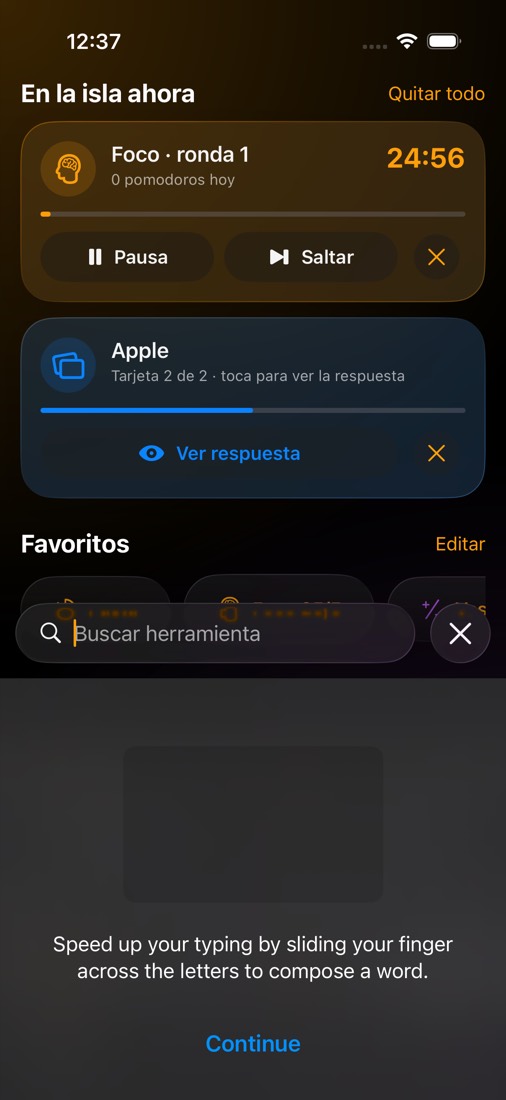 12:37
En la isla ahora
Quitar todo
Foco · ronda 1
24:56
0 pomodoros hoy
Pausa
Saltar
Apple
Tarjeta 2 de 2 · toca para ver la respuesta
Ver respuesta
Favoritos
Editar
Buscar herramienta
Speed up your typing by sliding your finger
across the letters to compose a word.
Continue